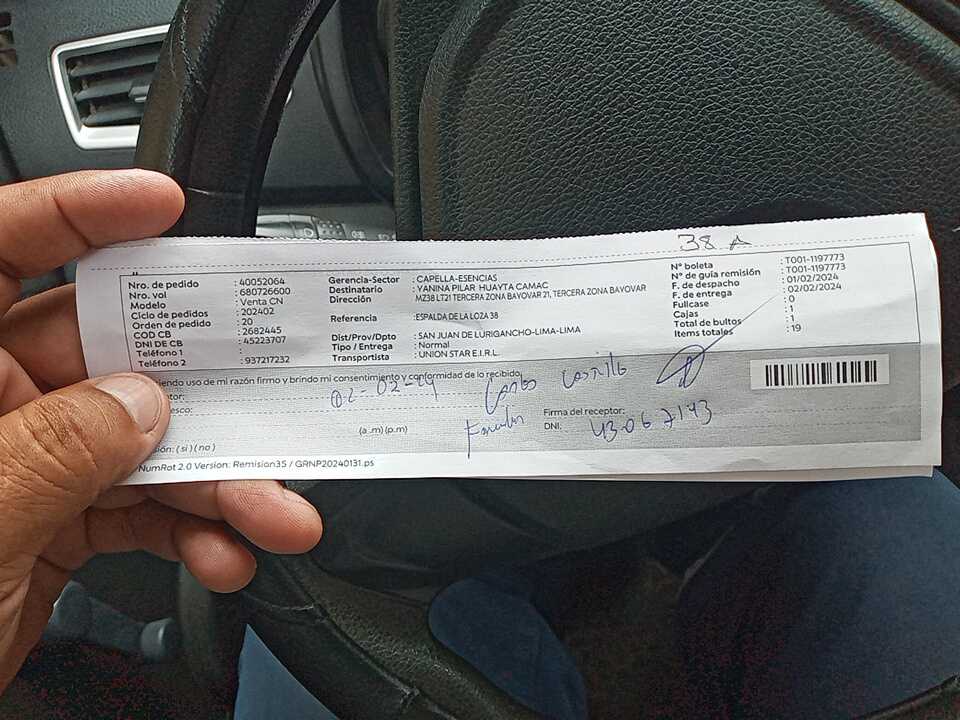 38 A
Nro. de pedido : 40052064
Nro. vol : 680726600
Modelo : Venta CN
Ciclo de pedidos : 202402
Orden de pedido : 20
COD CB : 2682445
DNI DE CB : 45223707
Teléfono 1 :
Teléfono 2 : 937217232
Gerencia-Sector : CAPELLA-ESENCIAS
Destinatario : YANINA PILAR HUAYTA CAMAC
Dirección : MZ38 LT21 TERCERA ZONA BAYOVAR 21, TERCERA ZONA BAYOVAR
Referencia : ESPALDA DE LA LOZA 38
Dist/Prov/Dpto : SAN JUAN DE LURIGANCHO-LIMA-LIMA
Tipo / Entrega : Normal
Transportista : UNION STAR E.I.R.L.
N° boleta : T001-1197773
N° de guía remisión : T001-1197773
F. de despacho : 01/02/2024
F. de entrega : 02/02/2024
Fullcase : 0
Cajas : 1
Total de bultos : 1
Items totales : 19
iendo uso de mi razón firmo y brindo mi consentimiento y conformidad de lo recibido.
02-02-24 Carlos Castillo
ptor:
esco:
(a .m) (p.m)
Firma del receptor:
DNI: 43067143
ión: ( si ) ( no )
NumRot 2.0 Version: Remision35 / GRNP20240131.ps